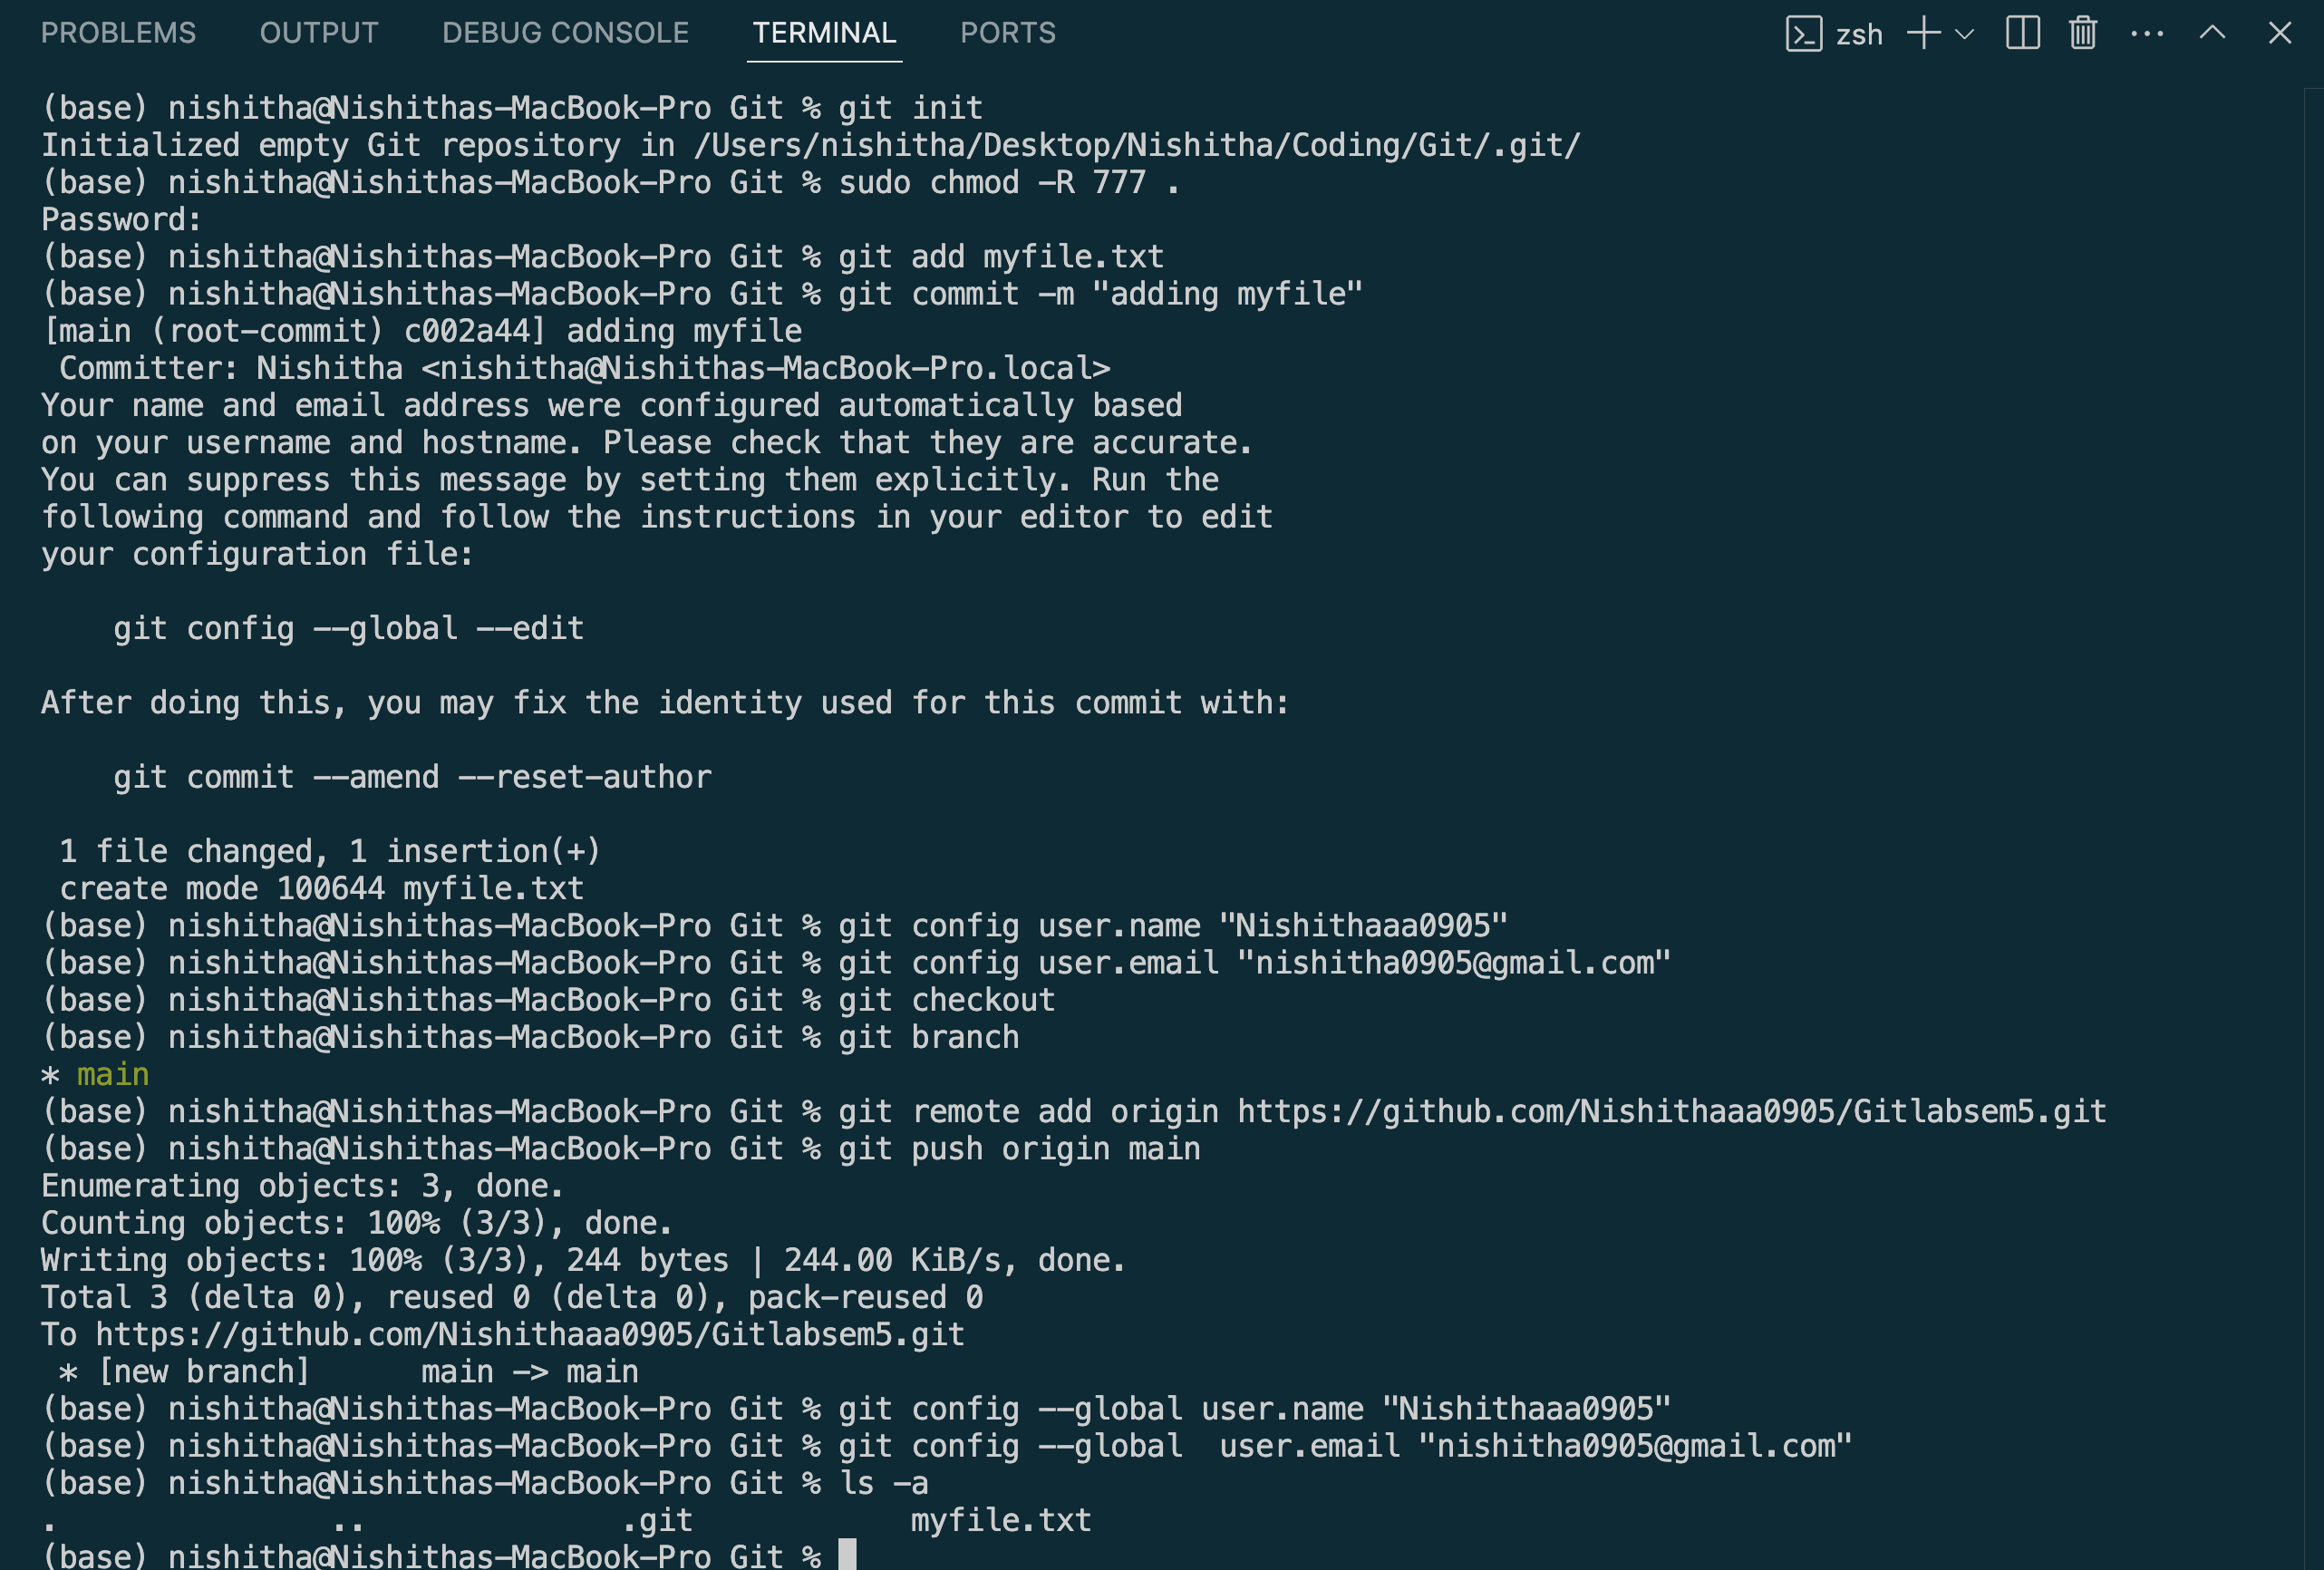 PROBLEMS OUTPUT DEBUG CONSOLE TERMINAL PORTS zsh
(base) nishitha@Nishithas-MacBook-Pro Git % git init
Initialized empty Git repository in /Users/nishitha/Desktop/Nishitha/Coding/Git/.git/
(base) nishitha@Nishithas-MacBook-Pro Git % sudo chmod -R 777 .
Password:
(base) nishitha@Nishithas-MacBook-Pro Git % git add myfile.txt
(base) nishitha@Nishithas-MacBook-Pro Git % git commit -m "adding myfile"
[main (root-commit) c002a44] adding myfile
 Committer: Nishitha <nishitha@Nishithas-MacBook-Pro.local>
Your name and email address were configured automatically based
on your username and hostname. Please check that they are accurate.
You can suppress this message by setting them explicitly. Run the
following command and follow the instructions in your editor to edit
your configuration file:
    git config --global --edit
After doing this, you may fix the identity used for this commit with:
    git commit --amend --reset-author
 1 file changed, 1 insertion(+)
 create mode 100644 myfile.txt
(base) nishitha@Nishithas-MacBook-Pro Git % git config user.name "Nishithaaa0905"
(base) nishitha@Nishithas-MacBook-Pro Git % git config user.email "nishitha0905@gmail.com"
(base) nishitha@Nishithas-MacBook-Pro Git % git checkout
(base) nishitha@Nishithas-MacBook-Pro Git % git branch
* main
(base) nishitha@Nishithas-MacBook-Pro Git % git remote add origin https://github.com/Nishithaaa0905/Gitlabsem5.git
(base) nishitha@Nishithas-MacBook-Pro Git % git push origin main
Enumerating objects: 3, done.
Counting objects: 100% (3/3), done.
Writing objects: 100% (3/3), 244 bytes | 244.00 KiB/s, done.
Total 3 (delta 0), reused 0 (delta 0), pack-reused 0
To https://github.com/Nishithaaa0905/Gitlabsem5.git
 * [new branch]      main -> main
(base) nishitha@Nishithas-MacBook-Pro Git % git config --global user.name "Nishithaaa0905"
(base) nishitha@Nishithas-MacBook-Pro Git % git config --global  user.email "nishitha0905@gmail.com"
(base) nishitha@Nishithas-MacBook-Pro Git % ls -a
.               ..              .git            myfile.txt
(base) nishitha@Nishithas-MacBook-Pro Git %